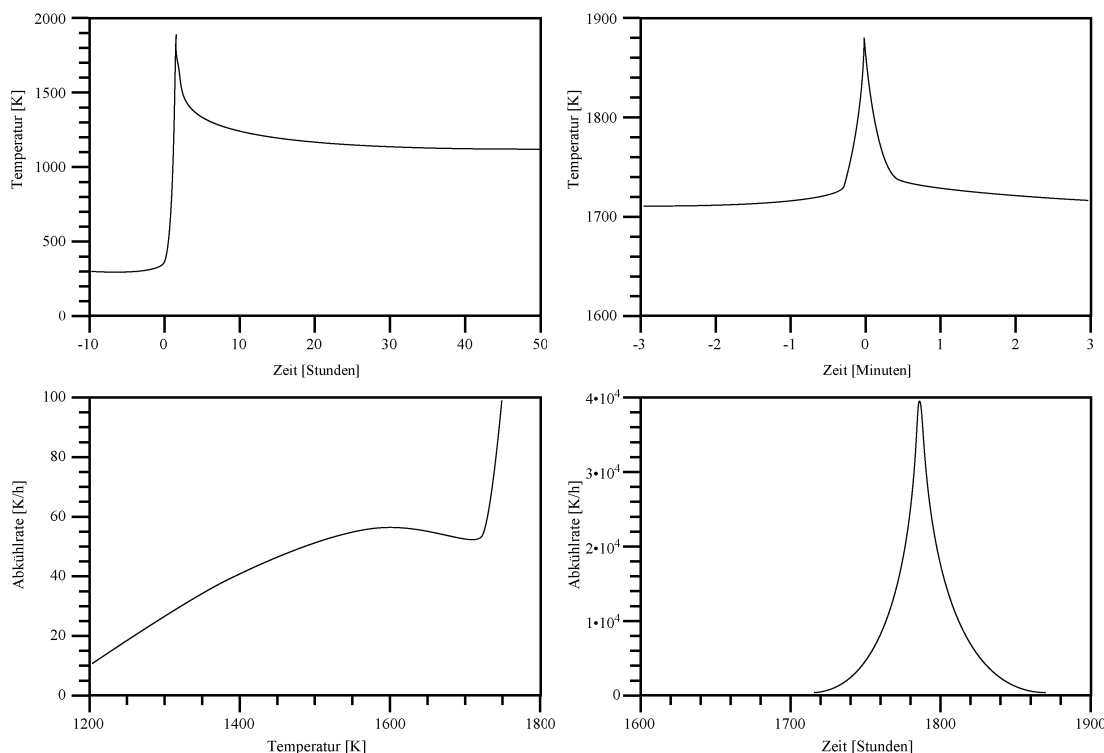 2000
1500
1000
500
0
Temperatur [K]
-10 0 10 20 30 40 50
Zeit [Stunden]
1900
1800
1700
1600
Temperatur [K]
-3 -2 -1 0 1 2 3
Zeit [Minuten]
100
80
60
40
20
0
Abkühlrate [K/h]
1200 1400 1600 1800
Temperatur [K]
4•10⁴
3•10⁴
2•10⁴
1•10⁴
0
Abkühlrate [K/h]
1600 1700 1800 1900
Zeit [Stunden]